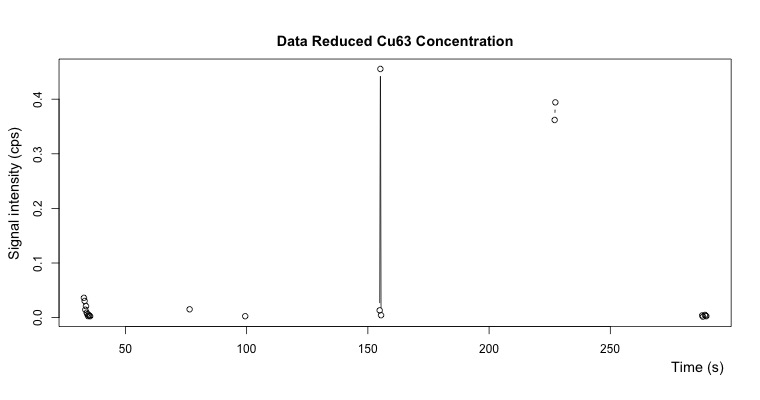 Data Reduced Cu63 Concentration
Signal intensity (cps)
0.4
0.3
0.2
0.1
0.0
50 100 150 200 250
Time (s)